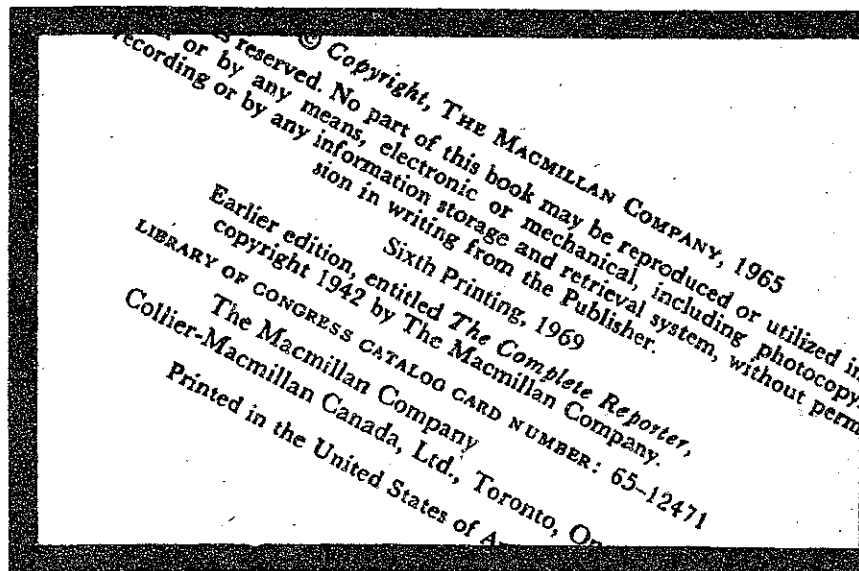 © Copyright, THE MACMILLAN COMPANY, 1965
reserved. No part of this book may be reproduced or utilized in
or by any means, electronic or mechanical, including photocopy-
recording or by any information storage and retrieval system, without perm
sion in writing from the Publisher.
Sixth Printing, 1969
Earlier edition, entitled The Complete Reporter,
copyright 1942 by The Macmillan Company.
LIBRARY OF CONGRESS CATALOG CARD NUMBER: 65-12471
The Macmillan Company
Collier-Macmillan Canada, Ltd., Toronto, On
Printed in the United States of A